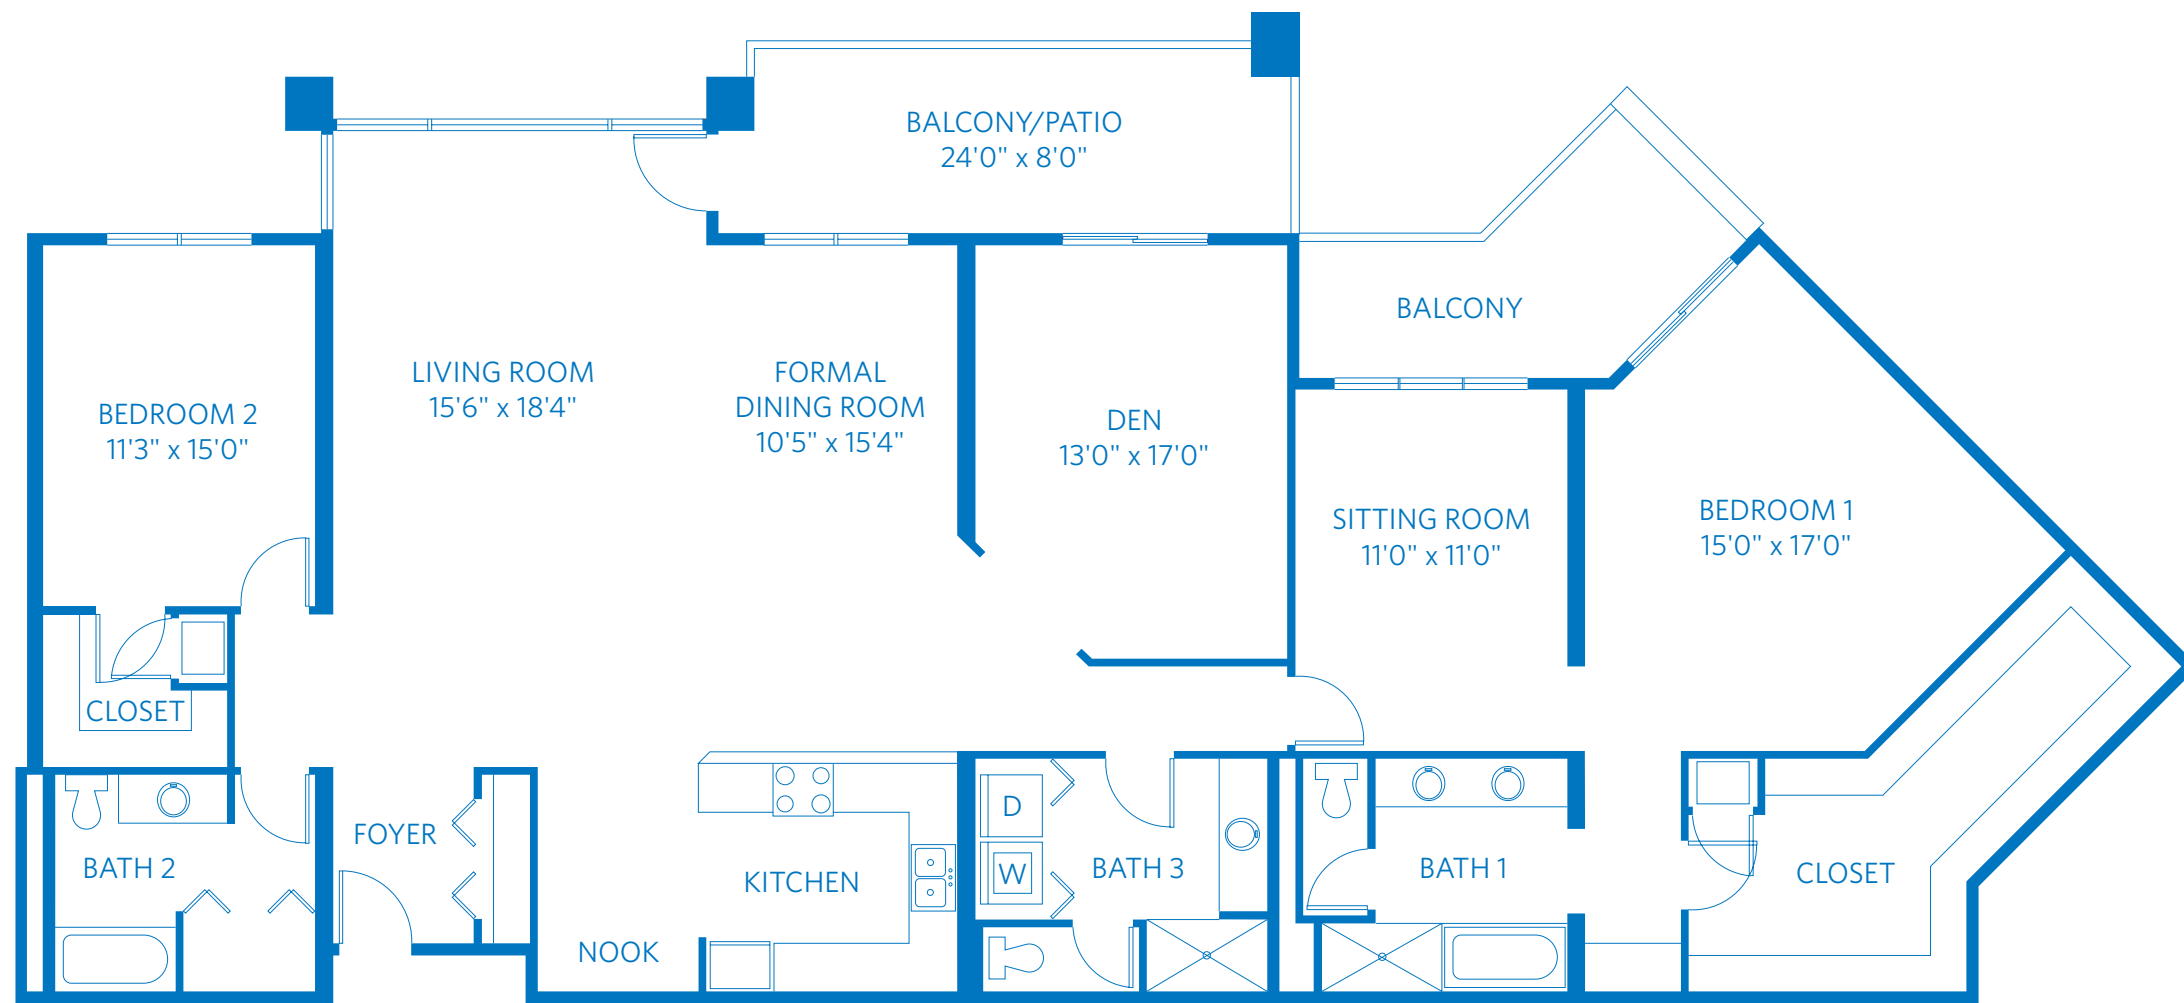 BALCONY/PATIO
24'0" x 8'0"
BALCONY
LIVING ROOM
15'6" x 18'4"
FORMAL
DINING ROOM
10'5" x 15'4"
BEDROOM 2
11'3" x 15'0"
DEN
13'0" x 17'0"
SITTING ROOM
11'0" x 11'0"
BEDROOM 1
15'0" x 17'0"
CLOSET
D
W
FOYER
BATH 2
KITCHEN
BATH 3
BATH 1
CLOSET
NOOK